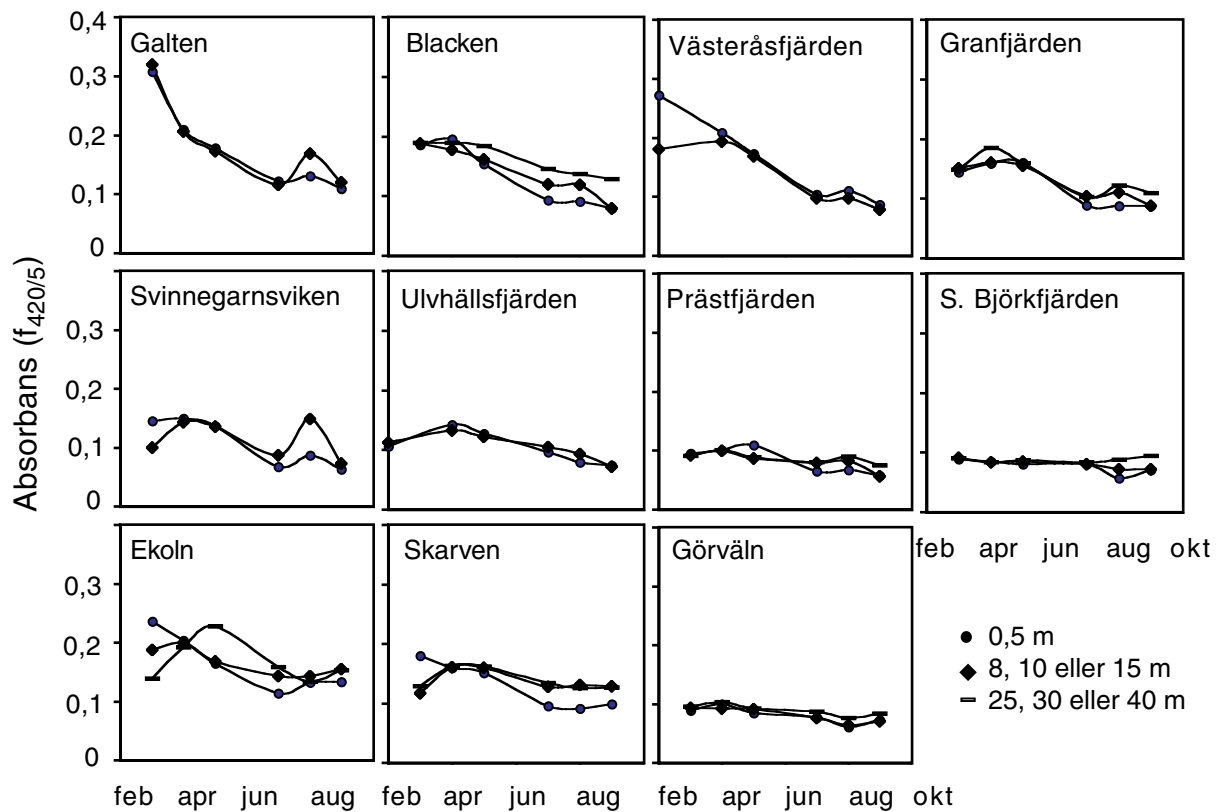 0,4
Galten
Blacken
Västeråsfjärden
Granfjärden
0,3
0,2
0,1
0
Absorbans (f420/5)
Svinnegarnsviken
Ulvhällsfjärden
Prästfjärden
S. Björkfjärden
0,3
0,2
0,1
0
Ekoln
Skarven
Görväln
feb apr jun aug okt
0,3
0,2
0,1
0
0,5 m
8, 10 eller 15 m
25, 30 eller 40 m
feb apr jun aug feb apr jun aug feb apr jun aug okt